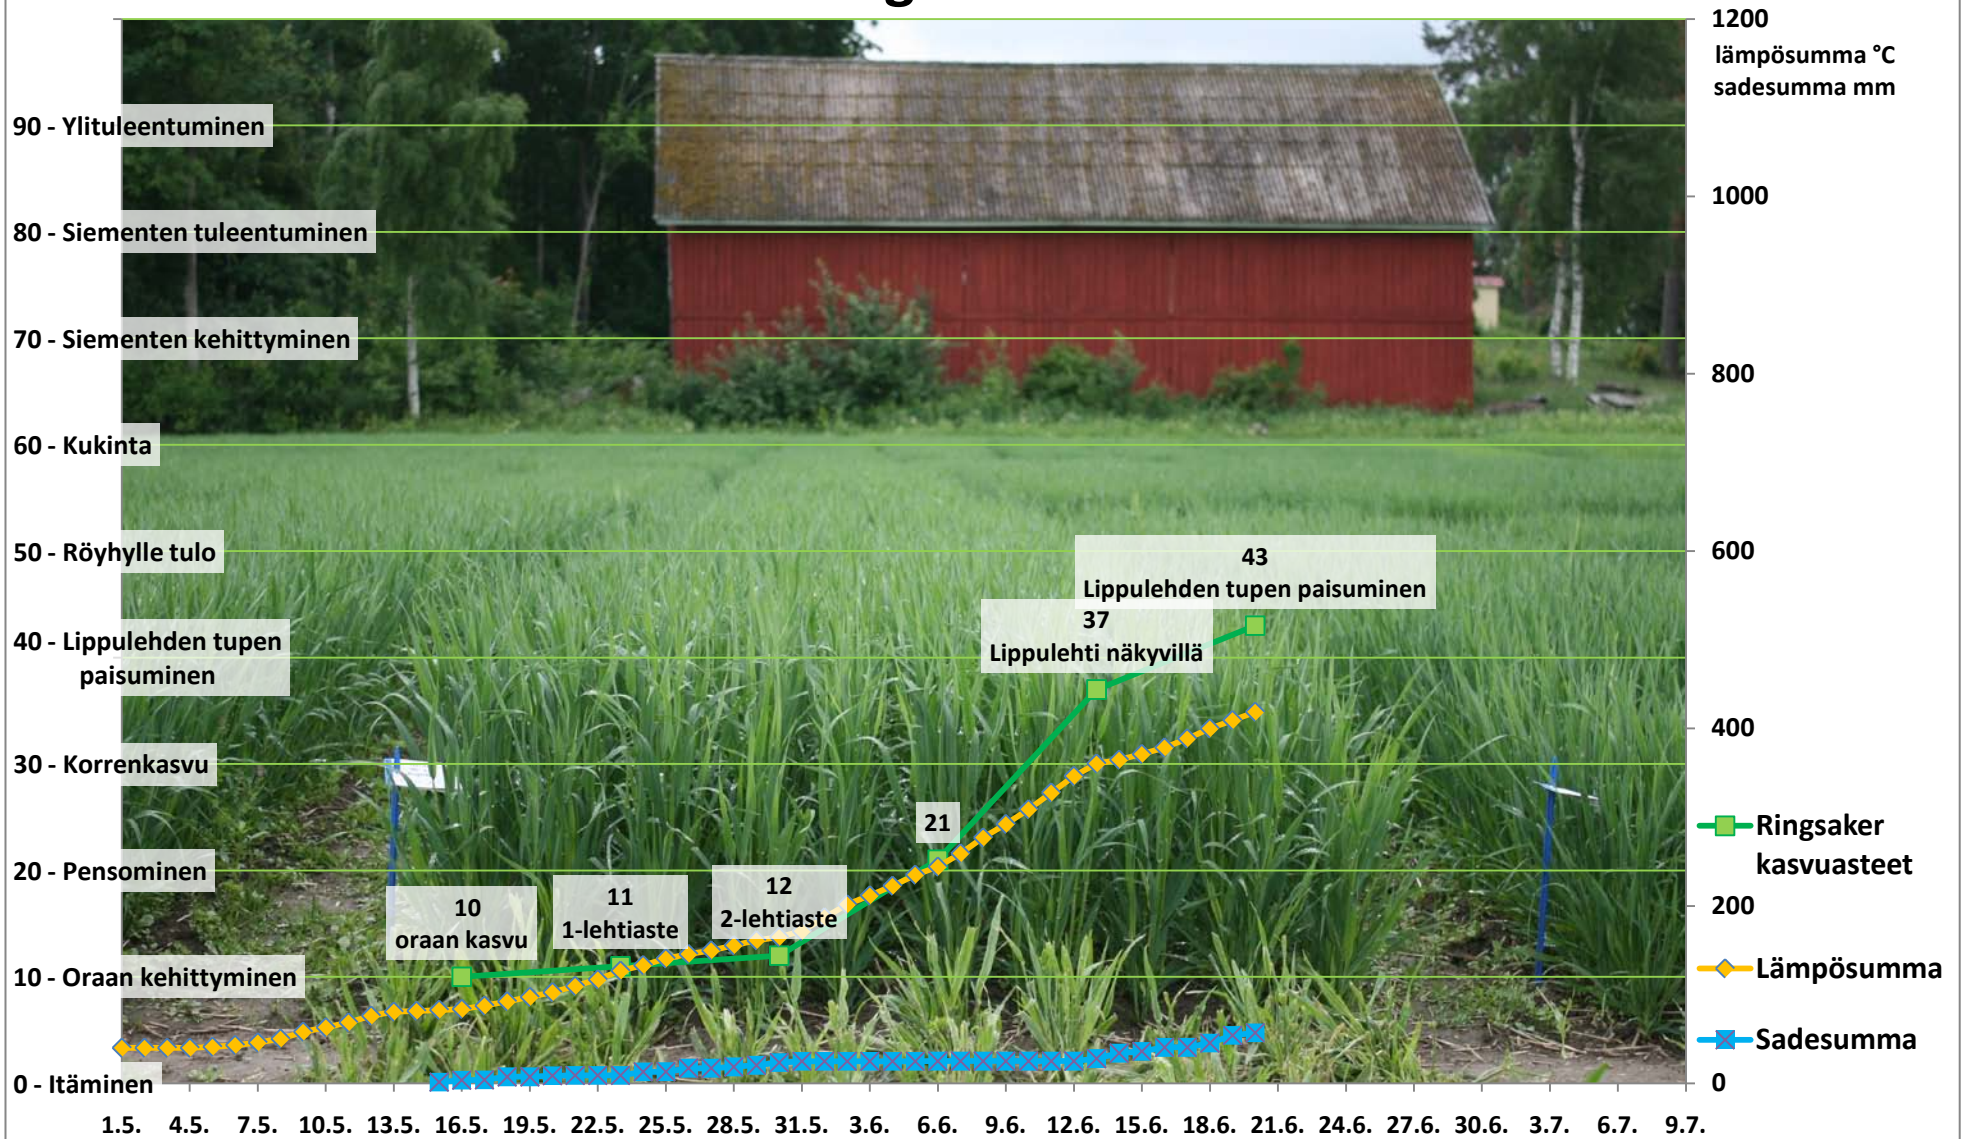 g
1200
lämpösumma °C
sadesumma mm
90 - Ylituleentuminen
1000
80 - Siementen tuleentuminen
70 - Siementen kehittyminen
800
60 - Kukinta
50 - Röyhylle tulo
600
43
Lippulehden tupen paisuminen
37
Lippulehti näkyvillä
40 - Lippulehden tupen
paisuminen
400
30 - Korrenkasvu
21
Ringsaker
kasvuasteet
20 - Pensominen
12
2-lehtiaste
11
1-lehtiaste
10
oraan kasvu
200
10 - Oraan kehittyminen
Lämpösumma
Sadesumma
0 - Itäminen
0
1.5. 4.5. 7.5. 10.5. 13.5. 16.5. 19.5. 22.5. 25.5. 28.5. 31.5. 3.6. 6.6. 9.6. 12.6. 15.6. 18.6. 21.6. 24.6. 27.6. 30.6. 3.7. 6.7. 9.7.